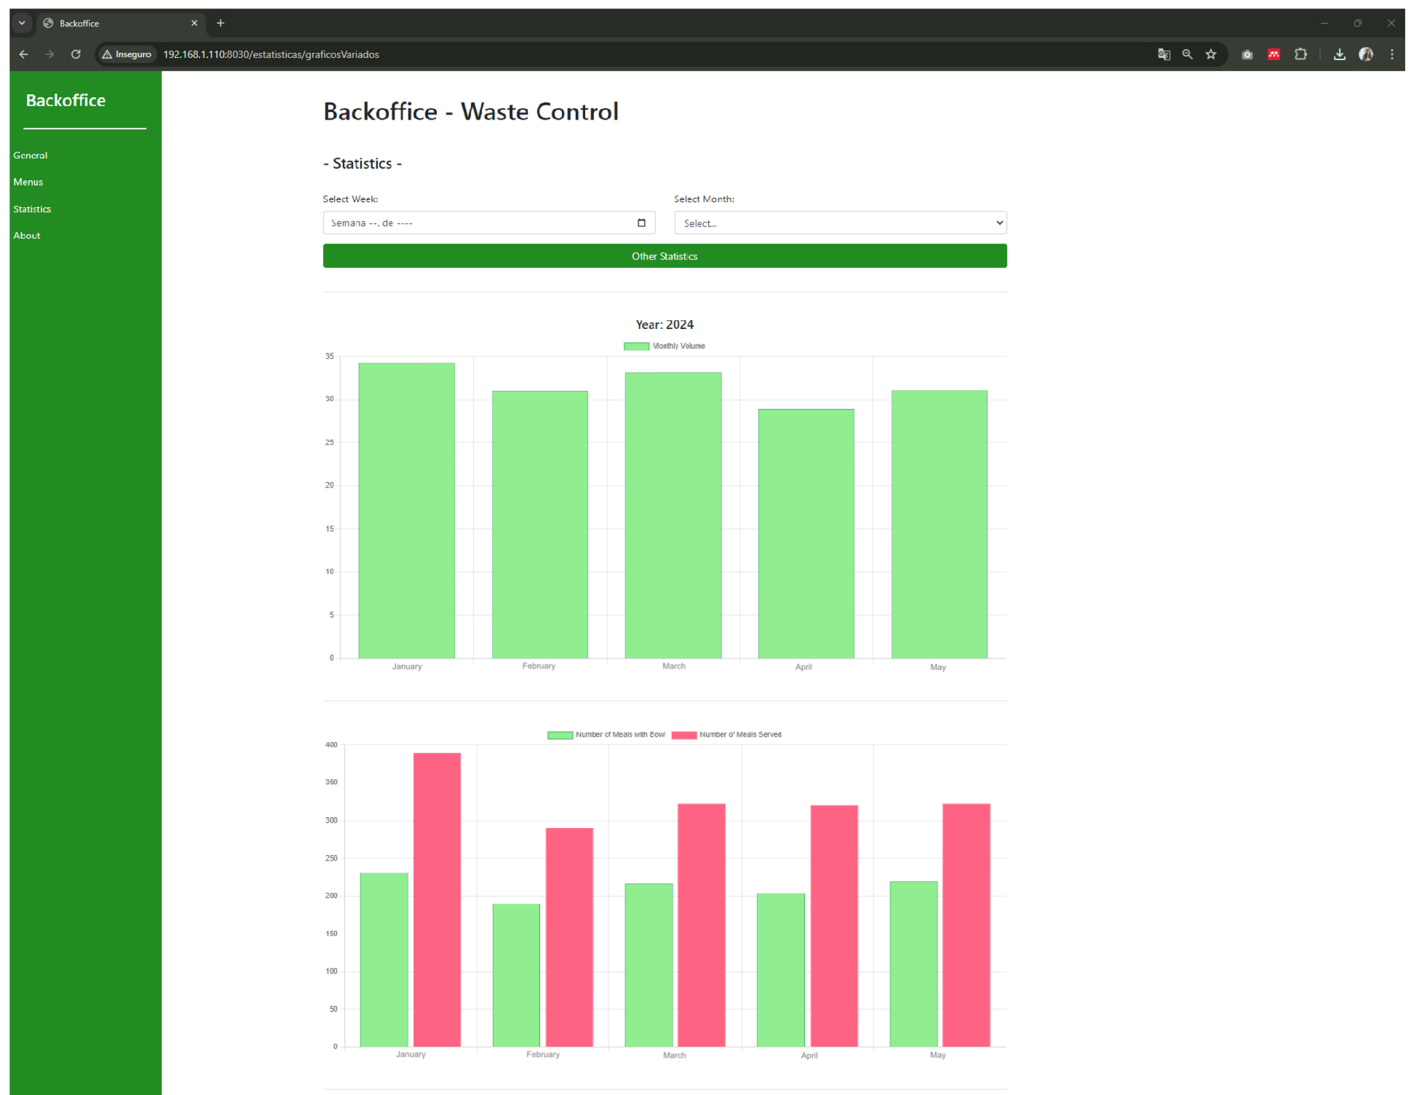 Backoffice
Inseguro 192.168.1.110:8030/estatisticas/graficosVariados
Backoffice
General
Menus
Statistics
About
Backoffice - Waste Control
- Statistics -
Select Week: Select Month:
Semana --, de ---- Select...
Other Statistics
Year: 2024
Monthly Volume
35
30
25
20
15
10
5
0
January February March April May
Number of Meals with Bowl Number of Meals Served
400
350
300
250
200
150
100
50
0
January February March April May